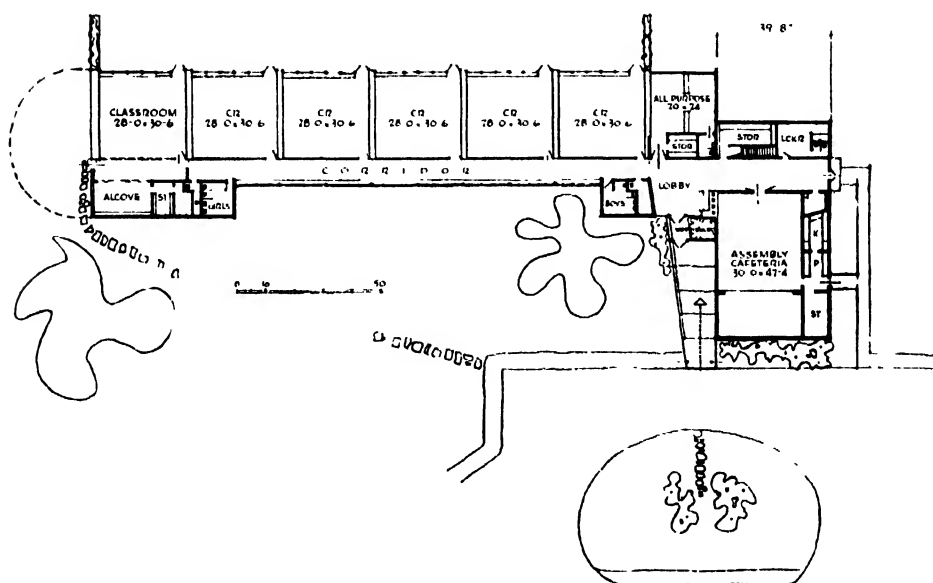 39'8"
CLASSROOM
28-0×30-6
CR
28 0×30 6
CR
28 0×30 6
CR
28 0×30 6
CR
28 0×30 6
CR
28 0×30 6
ALL PURPOSE
20×28
STOR
STOR
LCKR
CORRIDOR
ALCOVE
ST
GIRLS
BOYS
LOBBY
K
P
ASSEMBLY
CAFETERIA
30 0×47-4
ST
0 10 50